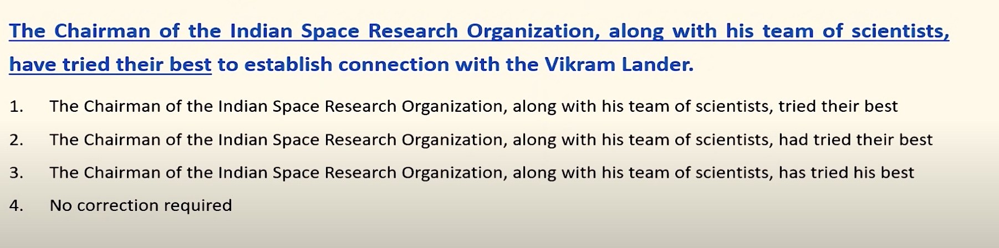 The Chairman of the Indian Space Research Organization, along with his team of scientists,
have tried their best to establish connection with the Vikram Lander.
1. The Chairman of the Indian Space Research Organization, along with his team of scientists, tried their best
2. The Chairman of the Indian Space Research Organization, along with his team of scientists, had tried their best
3. The Chairman of the Indian Space Research Organization, along with his team of scientists, has tried his best
4. No correction required